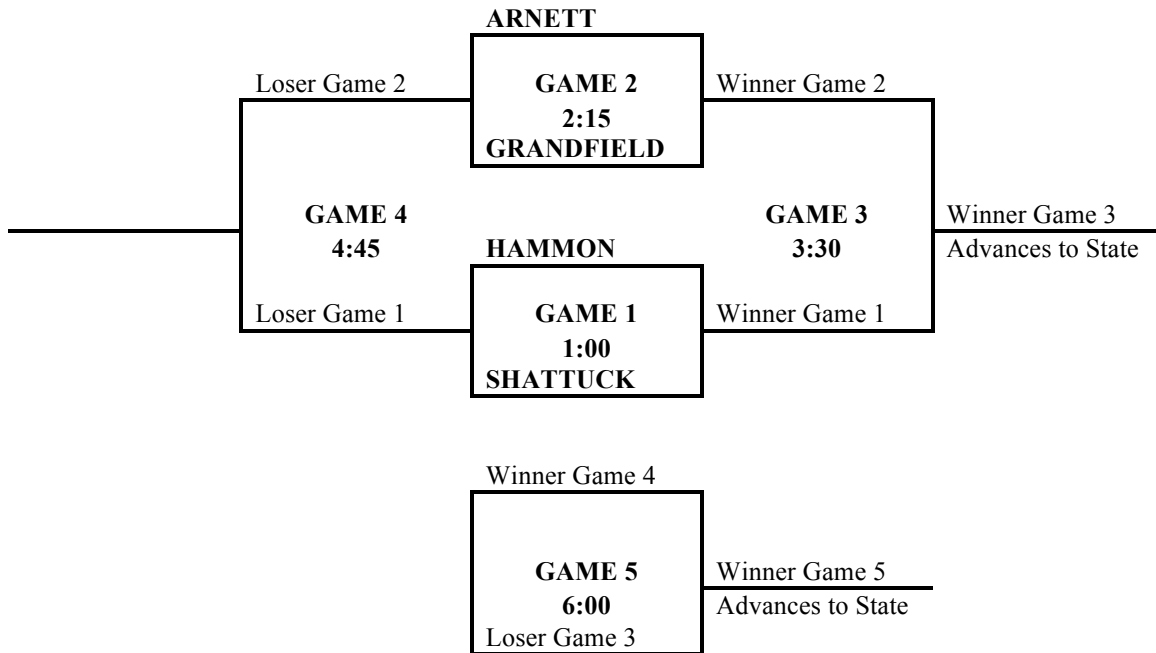 ARNETT
Loser Game 2
GAME 2
Winner Game 2
2:15
GRANDFIELD
GAME 4
GAME 3
Winner Game 3
4:45
HAMMON
3:30
Advances to State
Loser Game 1
GAME 1
Winner Game 1
1:00
SHATTUCK
Winner Game 4
GAME 5
Winner Game 5
6:00
Advances to State
Loser Game 3